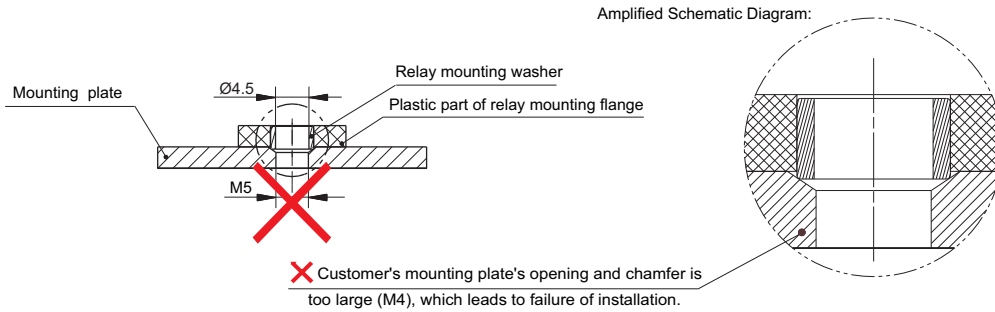 Amplified Schematic Diagram:
Relay mounting washer
Mounting plate
Ø4.5
Plastic part of relay mounting flange
M5
Customer's mounting plate's opening and chamfer is
too large (M4), which leads to failure of installation.